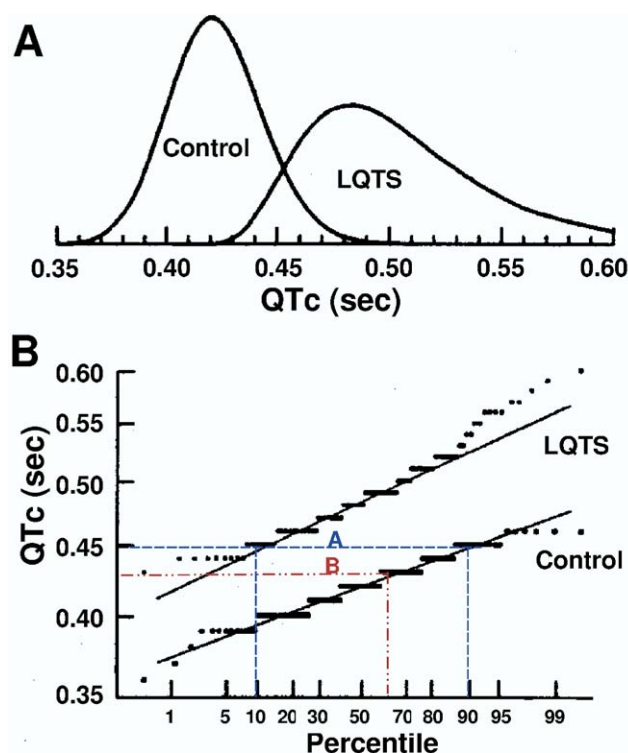 A
Control
LQTS
0.35 0.40 0.45 0.50 0.55 0.60
QTc (sec)
B
0.60
0.55
LQTS
0.50
QTc (sec)
A
0.45
B
Control
0.40
0.35
1 5 10 20 30 50 70 80 90 95 99
Percentile